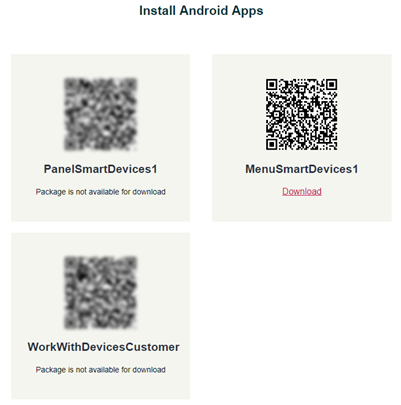 Install Android Apps
PanelSmartDevices1
Package is not available for download
MenuSmartDevices1
Download
WorkWithDevicesCustomer
Package is not available for download